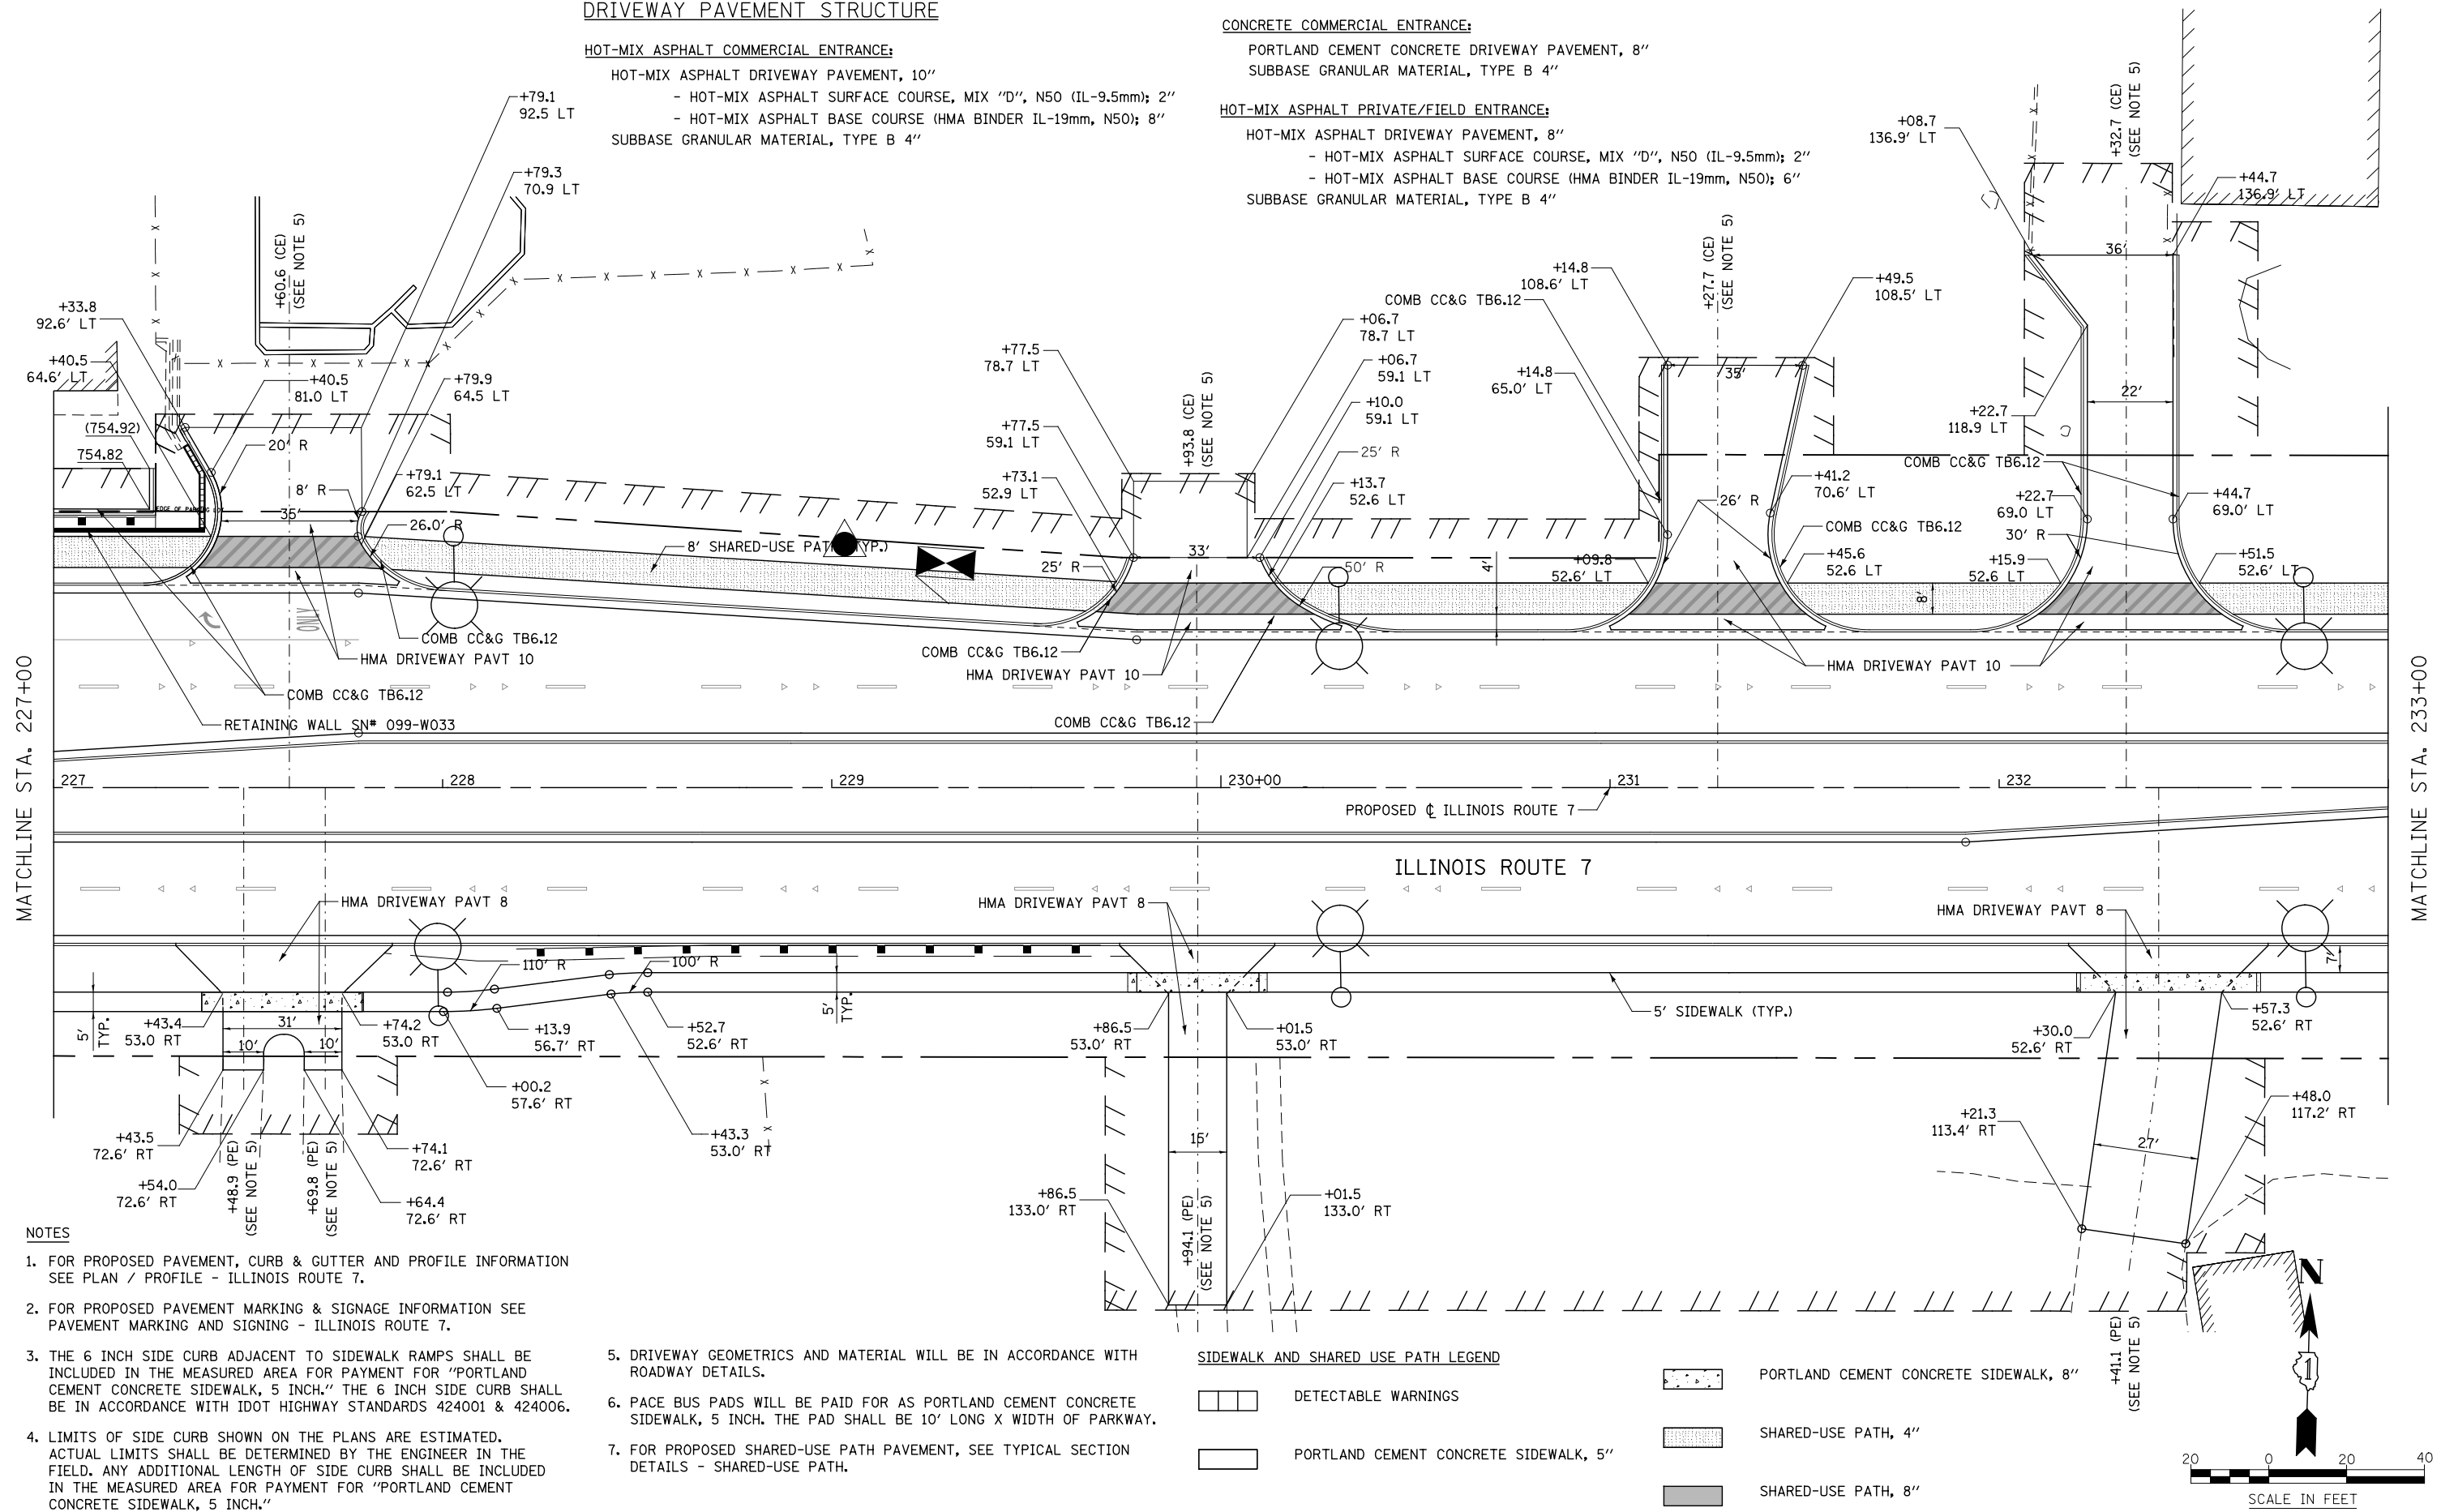 DRIVEWAY PAVEMENT STRUCTURE
HOT-MIX ASPHALT COMMERCIAL ENTRANCE:
HOT-MIX ASPHALT DRIVEWAY PAVEMENT, 10"
- HOT-MIX ASPHALT SURFACE COURSE, MIX "D", N50 (IL-9.5mm); 2"
- HOT-MIX ASPHALT BASE COURSE (HMA BINDER IL-19mm, N50); 8"
SUBBASE GRANULAR MATERIAL, TYPE B 4"
CONCRETE COMMERCIAL ENTRANCE:
PORTLAND CEMENT CONCRETE DRIVEWAY PAVEMENT, 8"
SUBBASE GRANULAR MATERIAL, TYPE B 4"
HOT-MIX ASPHALT PRIVATE/FIELD ENTRANCE:
HOT-MIX ASPHALT DRIVEWAY PAVEMENT, 8"
- HOT-MIX ASPHALT SURFACE COURSE, MIX "D", N50 (IL-9.5mm); 2"
- HOT-MIX ASPHALT BASE COURSE (HMA BINDER IL-19mm, N50); 6"
SUBBASE GRANULAR MATERIAL, TYPE B 4"
+79.1
92.5 LT
+79.3
70.9 LT
+60.6 (CE)
(SEE NOTE 5)
+33.8
92.6' LT
+40.5
64.6' LT
+40.5
81.0 LT
+79.9
64.5 LT
(754.92)
754.82
20' R
8' R
+79.1
62.5 LT
EDGE OF PARKING LOT
35'
26.0' R
8' SHARED-USE PATH (TYP.)
ONLY
COMB CC&G TB6.12
HMA DRIVEWAY PAVT 10
COMB CC&G TB6.12
RETAINING WALL SN# 099-W033
+77.5
78.7 LT
+77.5
59.1 LT
+73.1
52.9 LT
25' R
+93.8 (CE)
(SEE NOTE 5)
33'
+06.7
78.7 LT
+06.7
59.1 LT
+10.0
59.1 LT
25' R
+13.7
52.6 LT
50' R
COMB CC&G TB6.12
HMA DRIVEWAY PAVT 10
COMB CC&G TB6.12
4'
+14.8
108.6' LT
COMB CC&G TB6.12
+14.8
65.0' LT
+09.8
52.6' LT
+27.7 (CE)
(SEE NOTE 5)
35'
+49.5
108.5' LT
+41.2
70.6' LT
26' R
COMB CC&G TB6.12
+45.6
52.6 LT
HMA DRIVEWAY PAVT 10
8'
+08.7
136.9' LT
+32.7 (CE)
(SEE NOTE 5)
+44.7
136.9' LT
36'
22'
+22.7
118.9 LT
COMB CC&G TB6.12
+22.7
69.0 LT
30' R
+15.9
52.6 LT
+44.7
69.0' LT
+51.5
52.6' LT
MATCHLINE STA. 227+00
MATCHLINE STA. 233+00
227
228
229
230+00
231
232
PROPOSED ℄ ILLINOIS ROUTE 7
ILLINOIS ROUTE 7
HMA DRIVEWAY PAVT 8
HMA DRIVEWAY PAVT 8
HMA DRIVEWAY PAVT 8
110' R
100' R
5'
TYP.
5'
TYP.
7'
5' SIDEWALK (TYP.)
+43.4
53.0 RT
31'
10'
10'
+74.2
53.0 RT
+13.9
56.7' RT
+52.7
52.6' RT
+00.2
57.6' RT
+43.3
53.0' RT
+43.5
72.6' RT
+54.0
72.6' RT
+48.9 (PE)
(SEE NOTE 5)
+69.8 (PE)
(SEE NOTE 5)
+74.1
72.6' RT
+64.4
72.6' RT
+86.5
53.0' RT
+01.5
53.0' RT
15'
+86.5
133.0' RT
+94.1 (PE)
(SEE NOTE 5)
+01.5
133.0' RT
+30.0
52.6' RT
+57.3
52.6' RT
27'
+21.3
113.4' RT
+48.0
117.2' RT
+41.1 (PE)
(SEE NOTE 5)
NOTES
1. FOR PROPOSED PAVEMENT, CURB & GUTTER AND PROFILE INFORMATION
SEE PLAN / PROFILE - ILLINOIS ROUTE 7.
2. FOR PROPOSED PAVEMENT MARKING & SIGNAGE INFORMATION SEE
PAVEMENT MARKING AND SIGNING - ILLINOIS ROUTE 7.
3. THE 6 INCH SIDE CURB ADJACENT TO SIDEWALK RAMPS SHALL BE
INCLUDED IN THE MEASURED AREA FOR PAYMENT FOR "PORTLAND
CEMENT CONCRETE SIDEWALK, 5 INCH." THE 6 INCH SIDE CURB SHALL
BE IN ACCORDANCE WITH IDOT HIGHWAY STANDARDS 424001 & 424006.
4. LIMITS OF SIDE CURB SHOWN ON THE PLANS ARE ESTIMATED.
ACTUAL LIMITS SHALL BE DETERMINED BY THE ENGINEER IN THE
FIELD. ANY ADDITIONAL LENGTH OF SIDE CURB SHALL BE INCLUDED
IN THE MEASURED AREA FOR PAYMENT FOR "PORTLAND CEMENT
CONCRETE SIDEWALK, 5 INCH."
5. DRIVEWAY GEOMETRICS AND MATERIAL WILL BE IN ACCORDANCE WITH
ROADWAY DETAILS.
6. PACE BUS PADS WILL BE PAID FOR AS PORTLAND CEMENT CONCRETE
SIDEWALK, 5 INCH. THE PAD SHALL BE 10' LONG X WIDTH OF PARKWAY.
7. FOR PROPOSED SHARED-USE PATH PAVEMENT, SEE TYPICAL SECTION
DETAILS - SHARED-USE PATH.
SIDEWALK AND SHARED USE PATH LEGEND
DETECTABLE WARNINGS
PORTLAND CEMENT CONCRETE SIDEWALK, 5"
PORTLAND CEMENT CONCRETE SIDEWALK, 8"
SHARED-USE PATH, 4"
SHARED-USE PATH, 8"
N
1
20 0 20 40
SCALE IN FEET